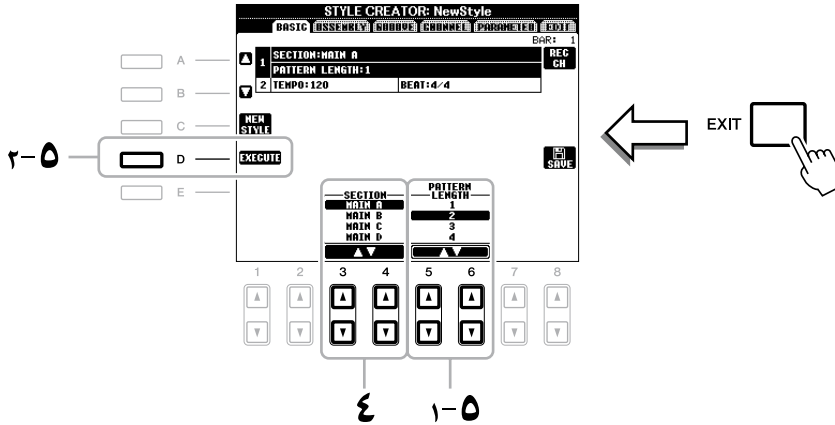 STYLE CREATOR: NewStyle
BASIC ASSEMBLY GROOVE CHANNEL PARAMETER EDIT
BAR: 1
1 SECTION:MAIN A
PATTERN LENGTH:1
REC CH
2 TEMPO:120 BEAT:4/4
A
B
C
D
E
NEW STYLE
EXECUTE
SAVE
EXIT
٢-٥
SECTION
MAIN A
MAIN B
MAIN C
MAIN D
PATTERN LENGTH
1
2
3
4
1 2 3 4 5 6 7 8
٤
١-٥